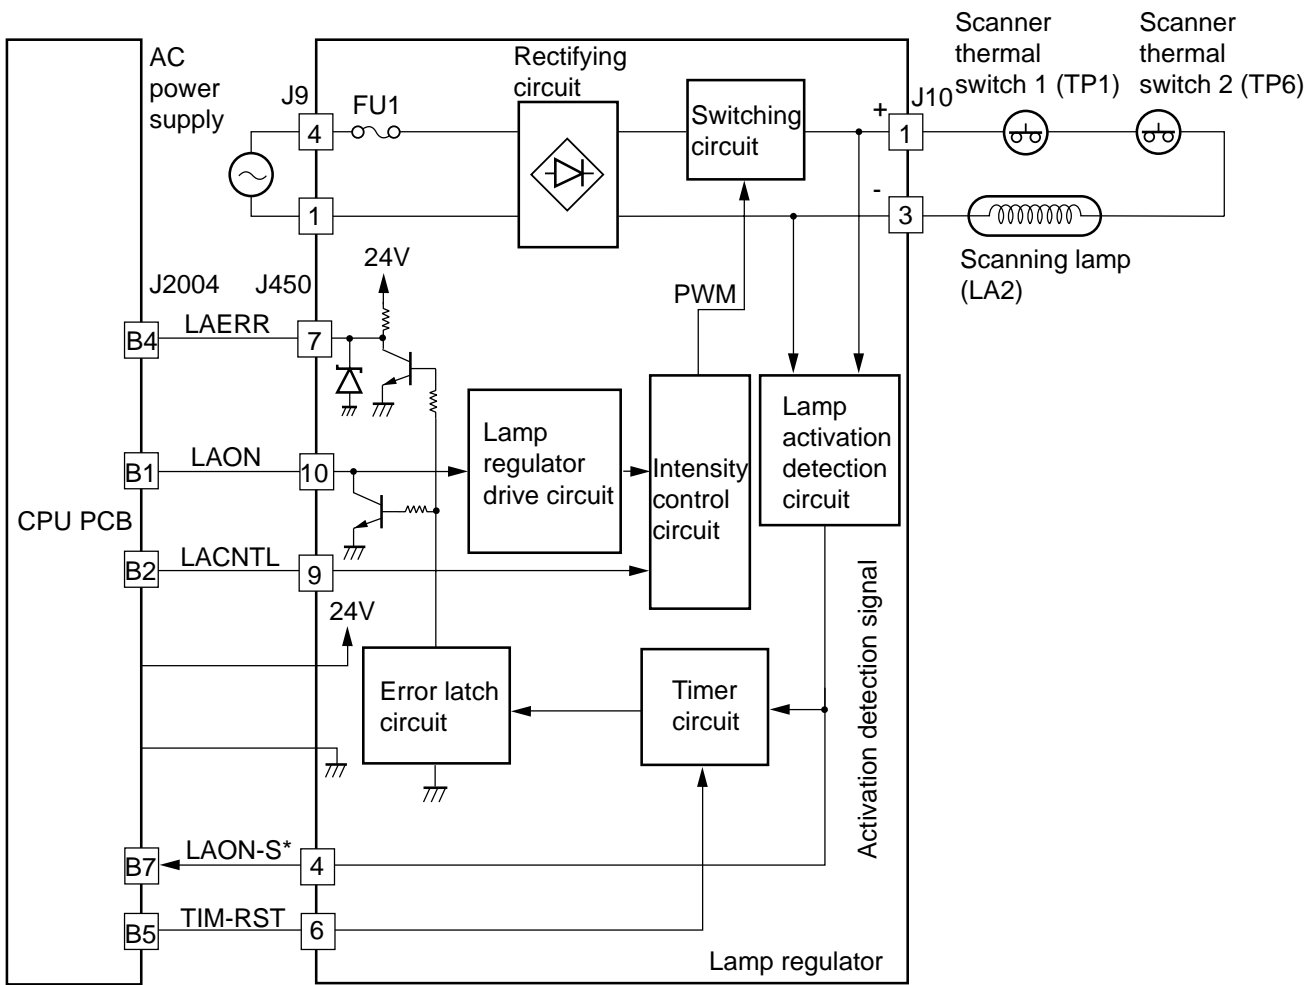 Scanner
thermal
switch 1 (TP1)
Scanner
thermal
switch 2 (TP6)
AC
power
supply
Rectifying
circuit
J9
FU1
Switching
circuit
J10
+
4
1
-
1
3
Scanning lamp
(LA2)
24V
J2004
J450
PWM
LAERR
B4
7
Lamp
regulator
drive circuit
Intensity
control
circuit
Lamp
activation
detection
circuit
LAON
B1
10
CPU PCB
LACNTL
B2
9
24V
Error latch
circuit
Timer
circuit
Activation detection signal
LAON-S*
B7
4
TIM-RST
B5
6
Lamp regulator